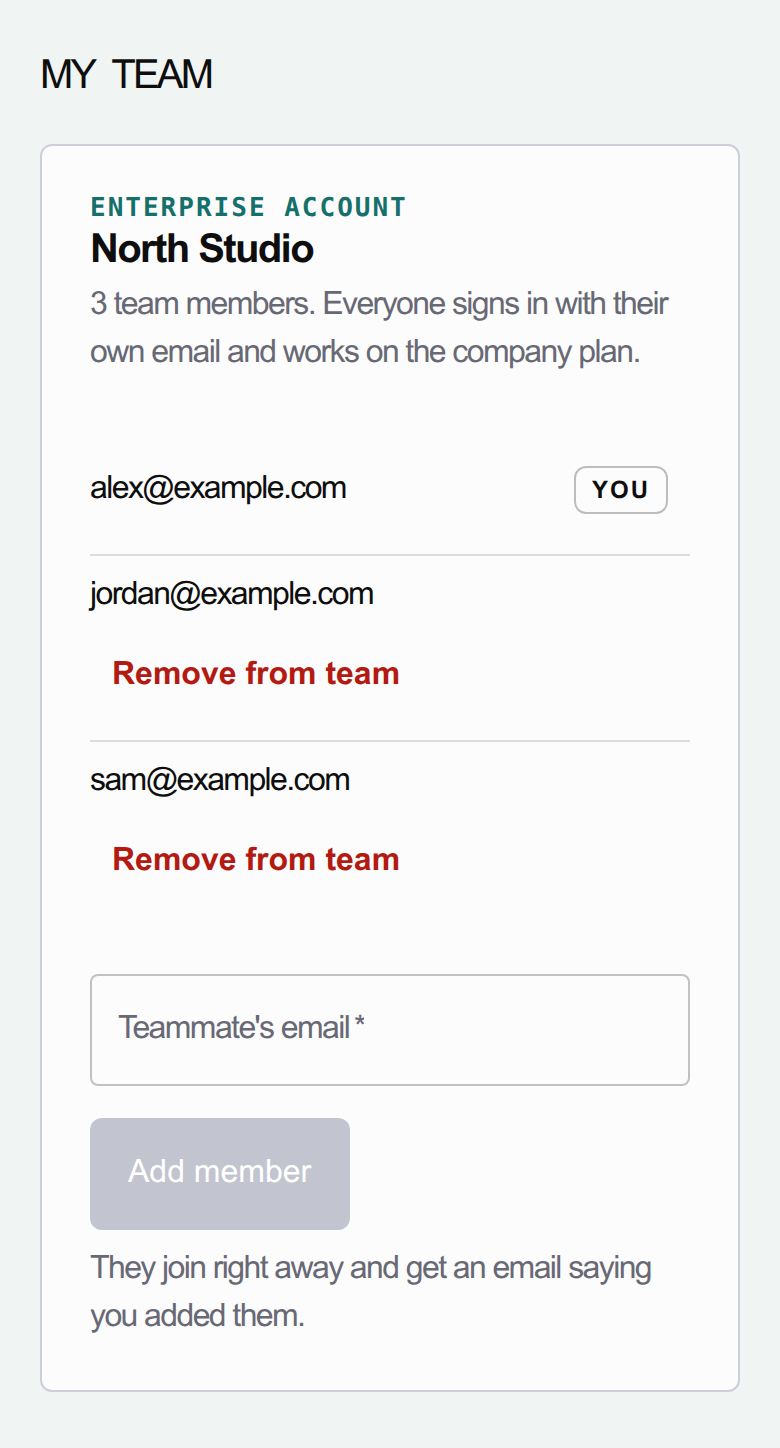 MY TEAM
ENTERPRISE ACCOUNT
North Studio
3 team members. Everyone signs in with their
own email and works on the company plan.
alex@example.com YOU
jordan@example.com
Remove from team
sam@example.com
Remove from team
Teammate's email *
Add member
They join right away and get an email saying
you added them.